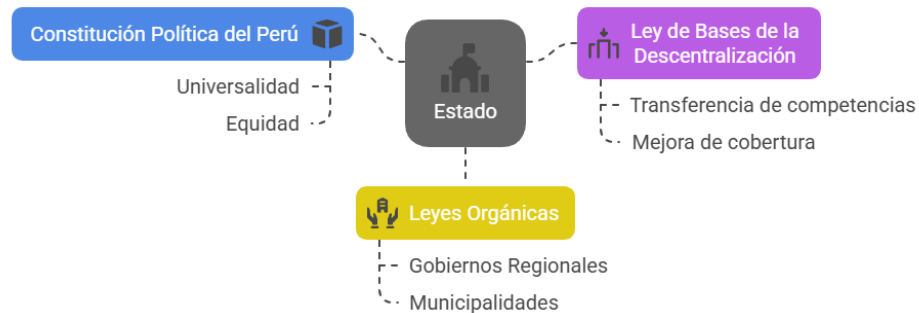 Constitución Política del Perú
Universalidad
Equidad
Estado
Ley de Bases de la
Descentralización
Transferencia de competencias
Mejora de cobertura
Leyes Orgánicas
Gobiernos Regionales
Municipalidades